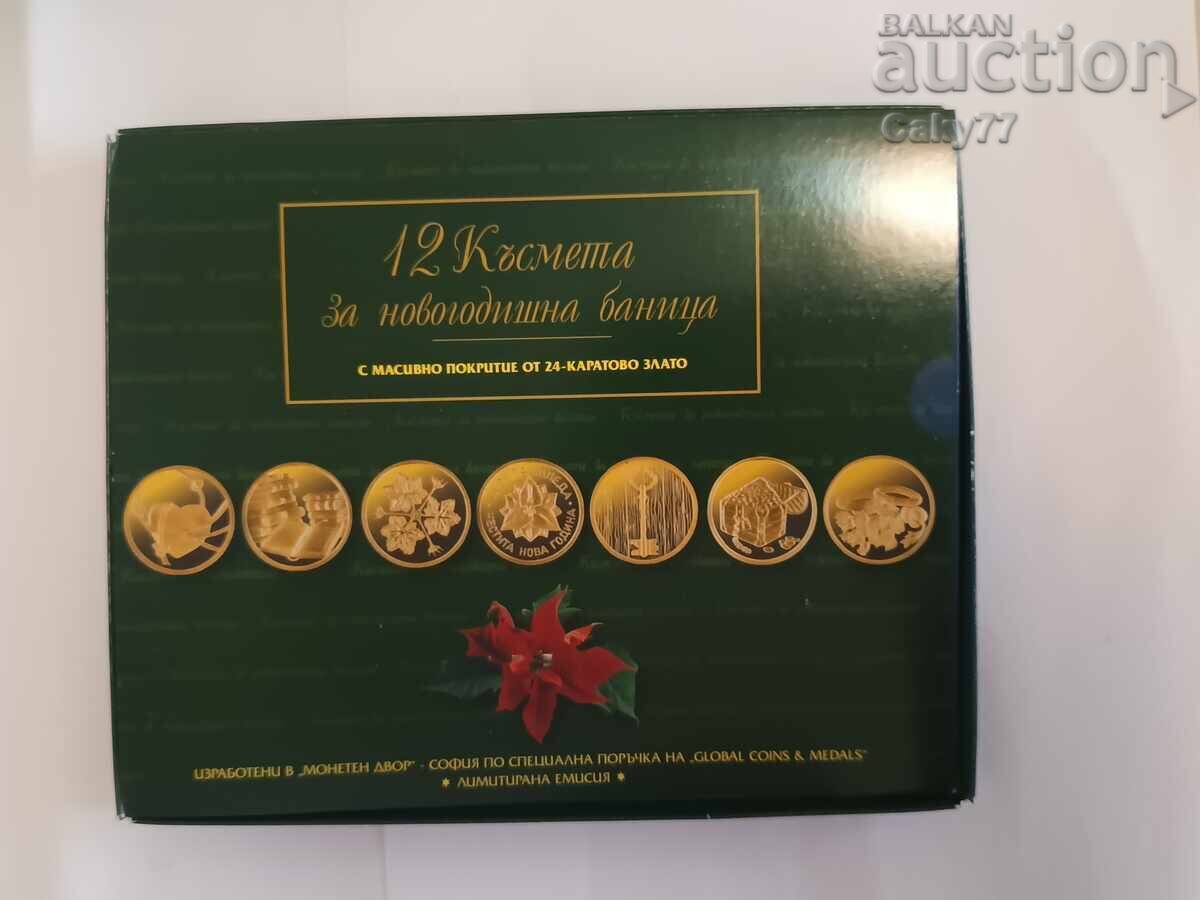 BALKAN
auction
Caky77
12 Късмета
За новогодишна баница
С МАСИВНО ПОКРИТИЕ ОТ 24-КАРАТОВО ЗЛАТО
ЧЕСТИТА НОВА ГОДИНА
ИЗРАБОТЕНИ В „МОНЕТЕН ДВОР" - СОФИЯ ПО СПЕЦИАЛНА ПОРЪЧКА НА „GLOBAL COINS & MEDALS"
* ЛИМИТИРАНА ЕМИСИЯ *